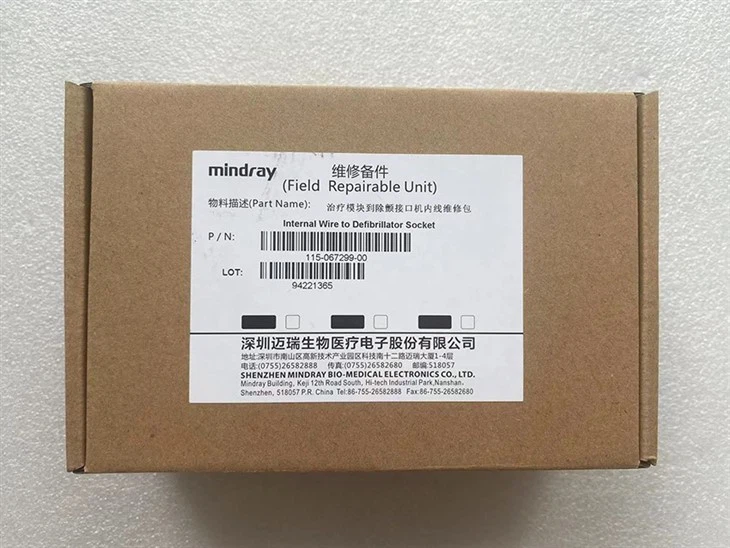 mindray
维修备件
(Field Repairable Unit)
物料描述(Part Name): 治疗模块到除颤接口机内线维修包
Internal Wire to Defibrillator Socket
P / N:
115-067299-00
LOT:
94221365
深圳迈瑞生物医疗电子股份有限公司
地址:深圳市南山区高新技术产业园区科技南十二路迈瑞大厦1-4层
电话:(0755)26582888 传真:(0755)26582680 邮编:518057
SHENZHEN MINDRAY BIO-MEDICAL ELECTRONICS CO., LTD.
Mindray Building, Keji 12th Road South, Hi-tech Industrial Park,Nanshan.
Shenzhen, 518057 P.R. China Tel:86-755-26582888 Fax:86-755-26582680